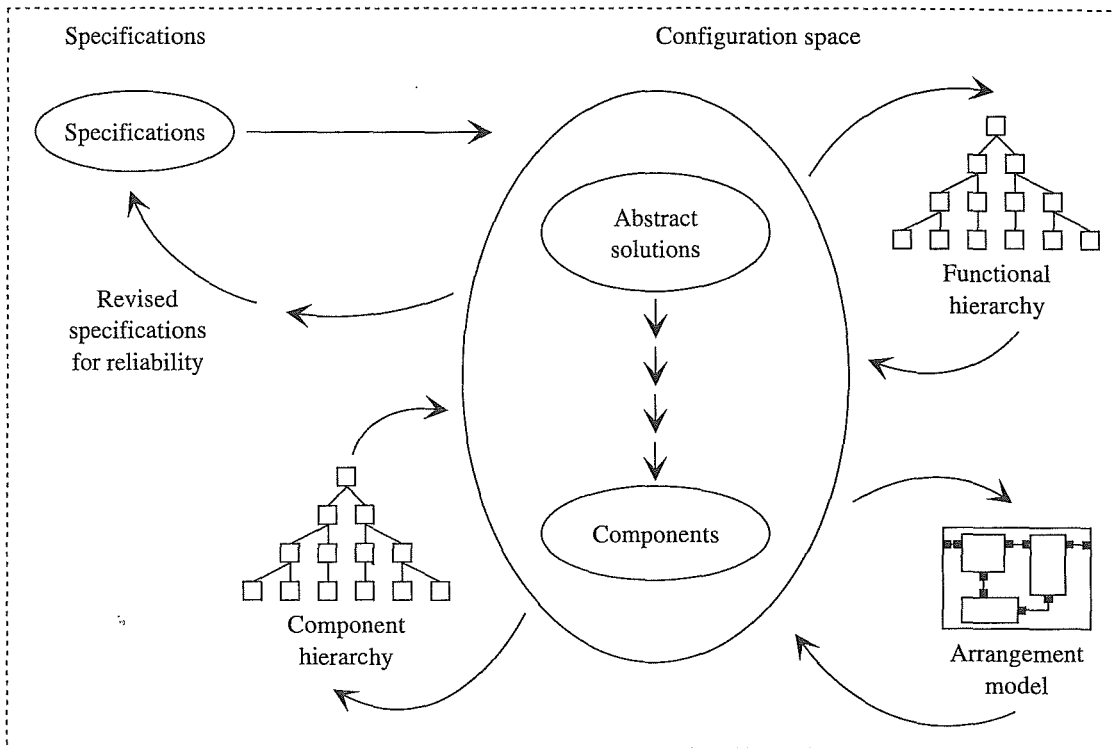 Specifications
Configuration space
Specifications
Abstract
solutions
Functional
hierarchy
Revised
specifications
for reliability
Components
Component
hierarchy
Arrangement
model